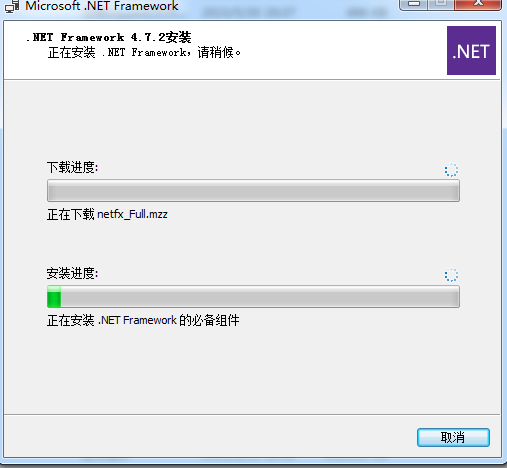 Microsoft .NET Framework
.NET Framework 4.7.2安装
正在安装 .NET Framework，请稍候。
.NET
下载进度:
正在下载 netfx_Full.mzz
安装进度:
正在安装 .NET Framework 的必备组件
取消